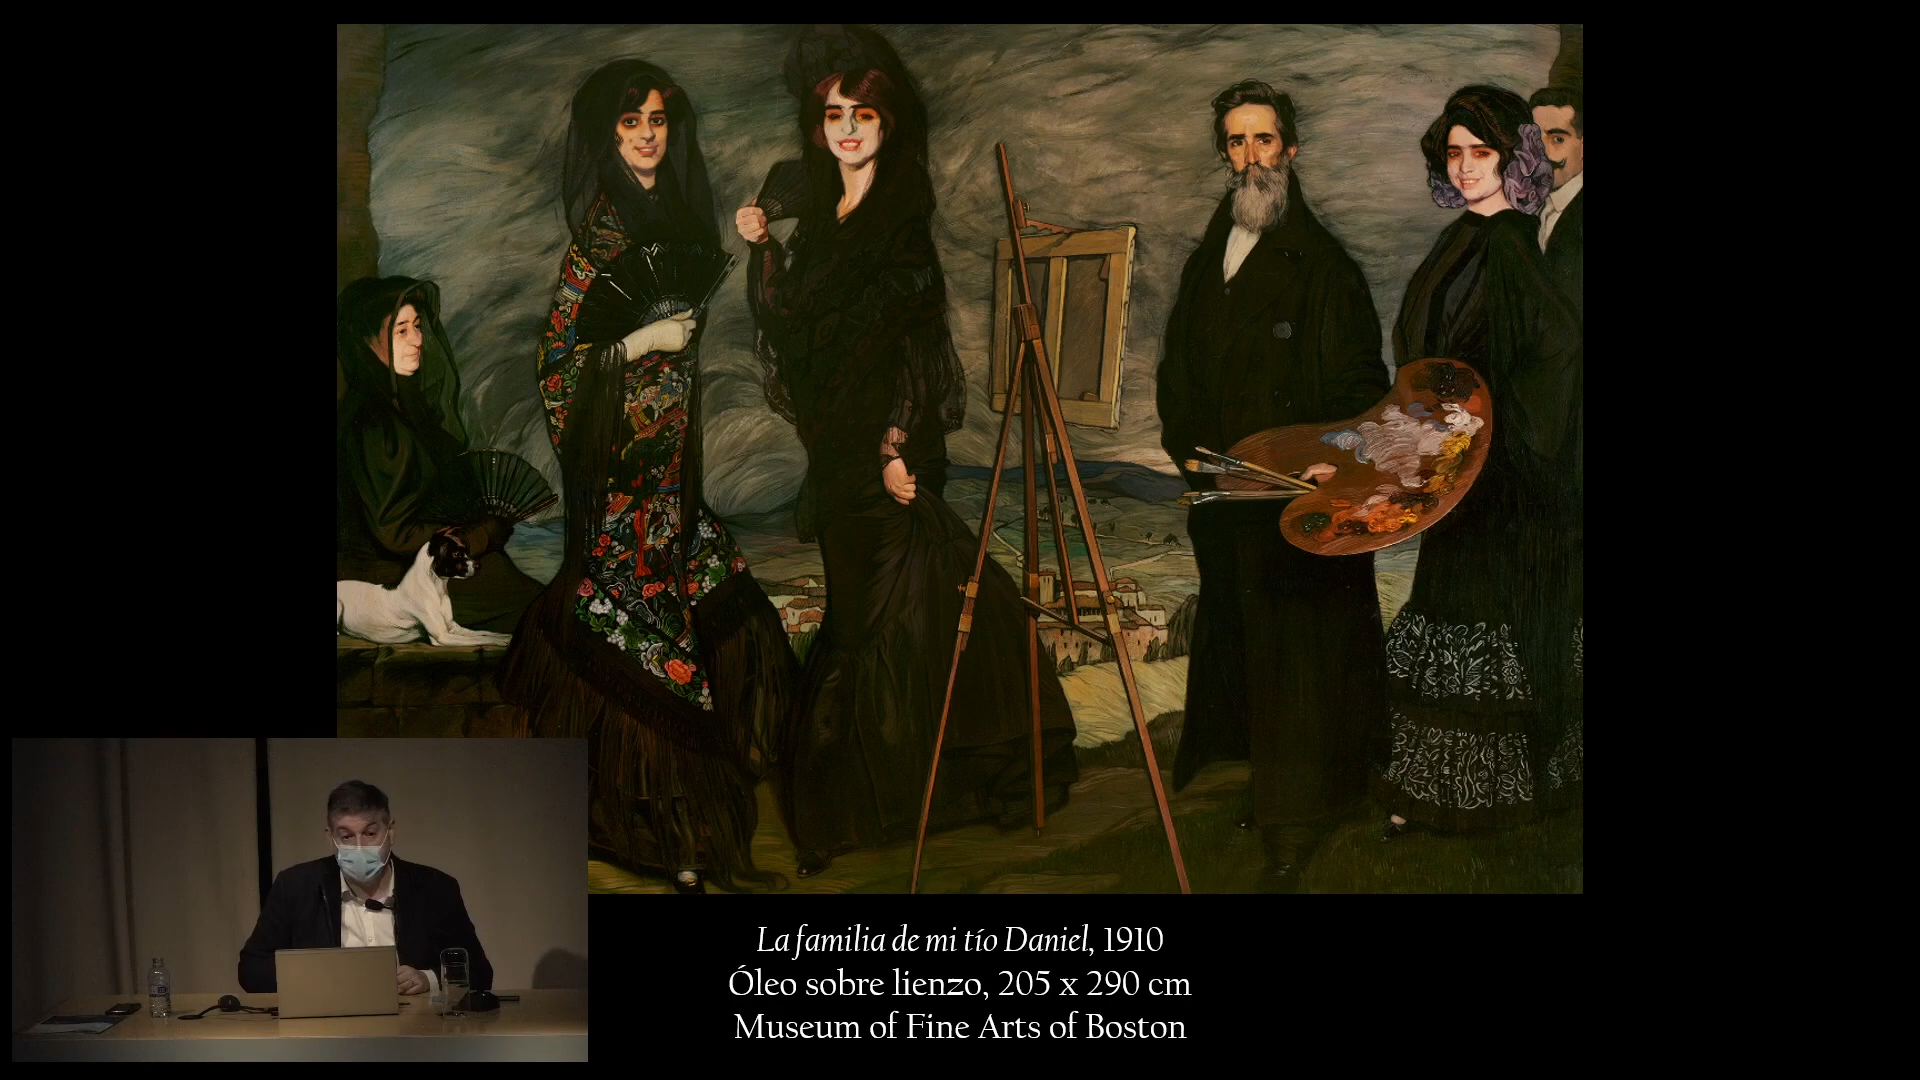 La familia de mi tío Daniel, 1910
Óleo sobre lienzo, 205 x 290 cm
Museum of Fine Arts of Boston